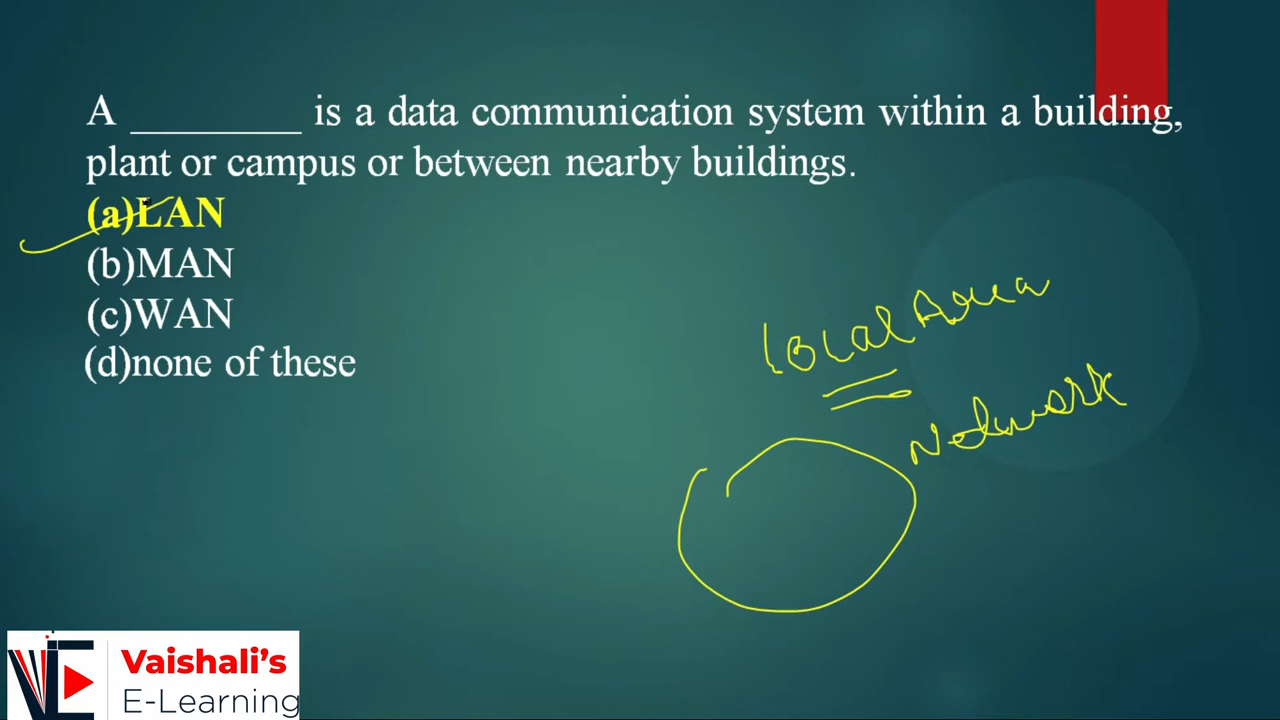 A ________ is a data communication system within a building,
plant or campus or between nearby buildings.
(a)LAN
(b)MAN
(c)WAN
(d)none of these
Local Area
Network
Vaishali's
E-Learning